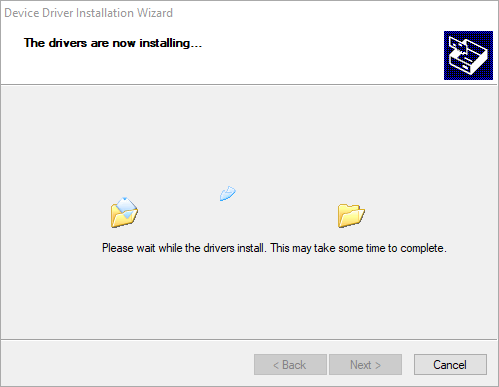 Device Driver Installation Wizard
The drivers are now installing...
Please wait while the drivers install. This may take some time to complete.
< Back
Next >
Cancel